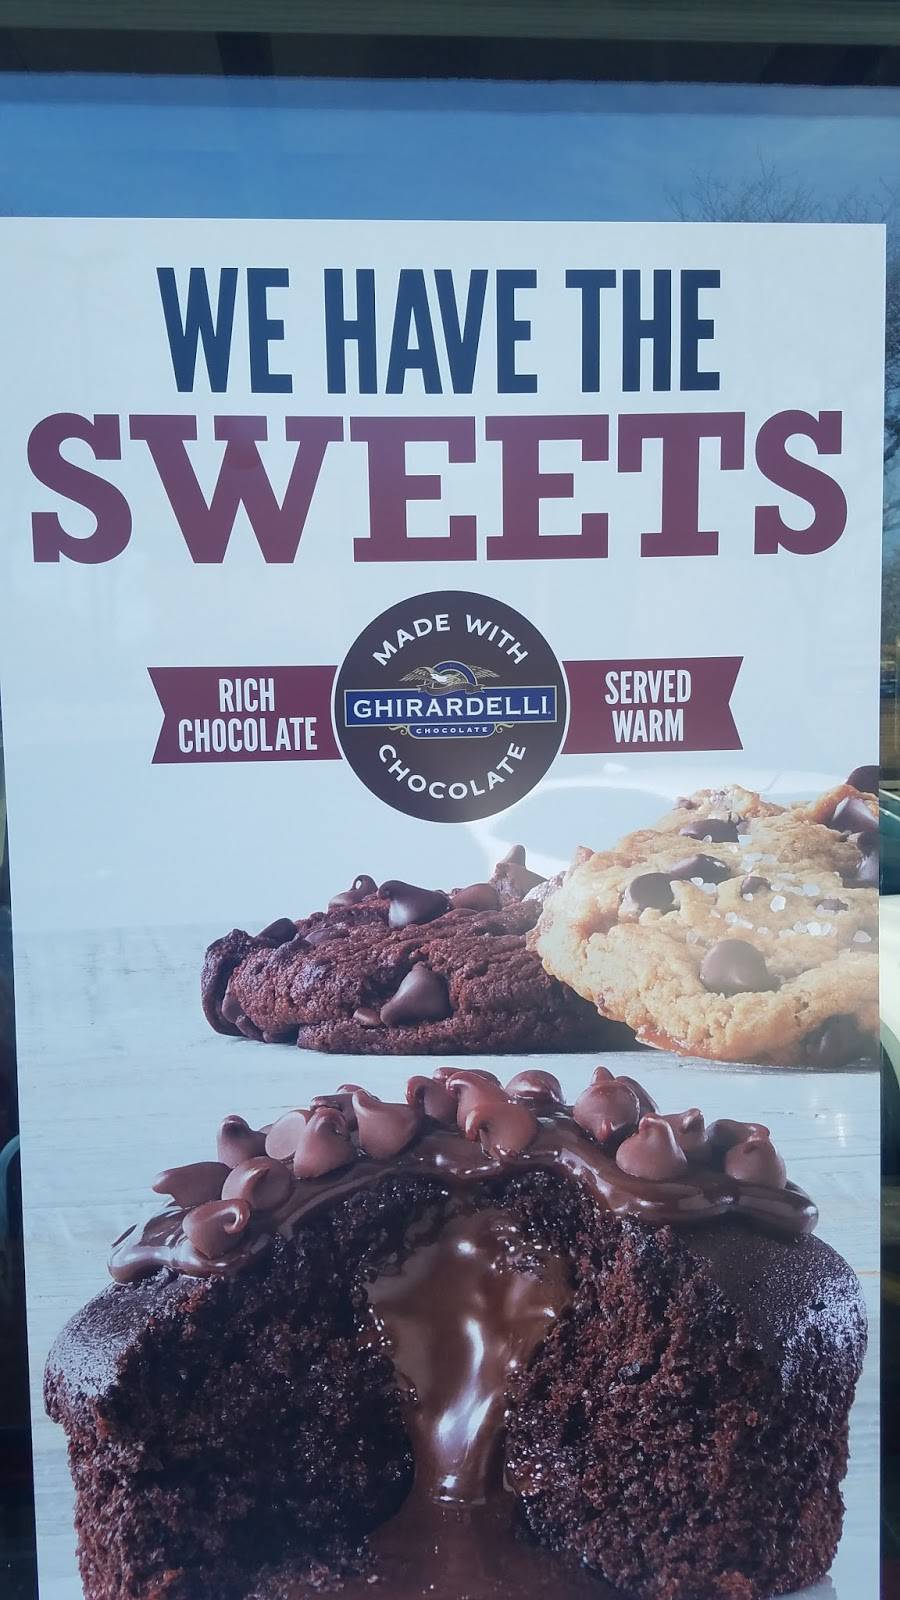 WE HAVE THE
SWEETS
MADE WITH
RICH
CHOCOLATE
GHIRARDELLI
CHOCOLATE
CHOCOLATE
SERVED
WARM